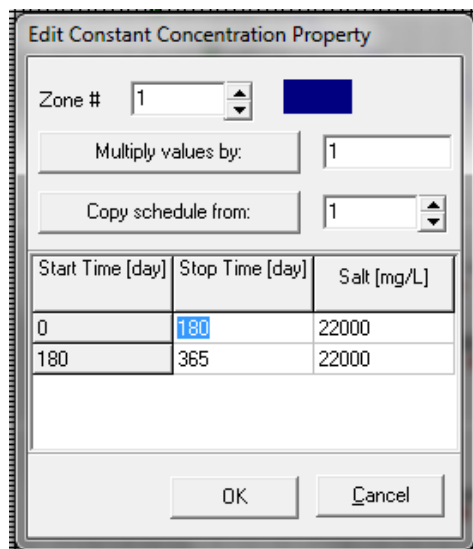 Edit Constant Concentration Property
Zone # 1
Multiply values by: 1
Copy schedule from: 1
Start Time [day] Stop Time [day] Salt [mg/L]
0 180 22000
180 365 22000
OK Cancel